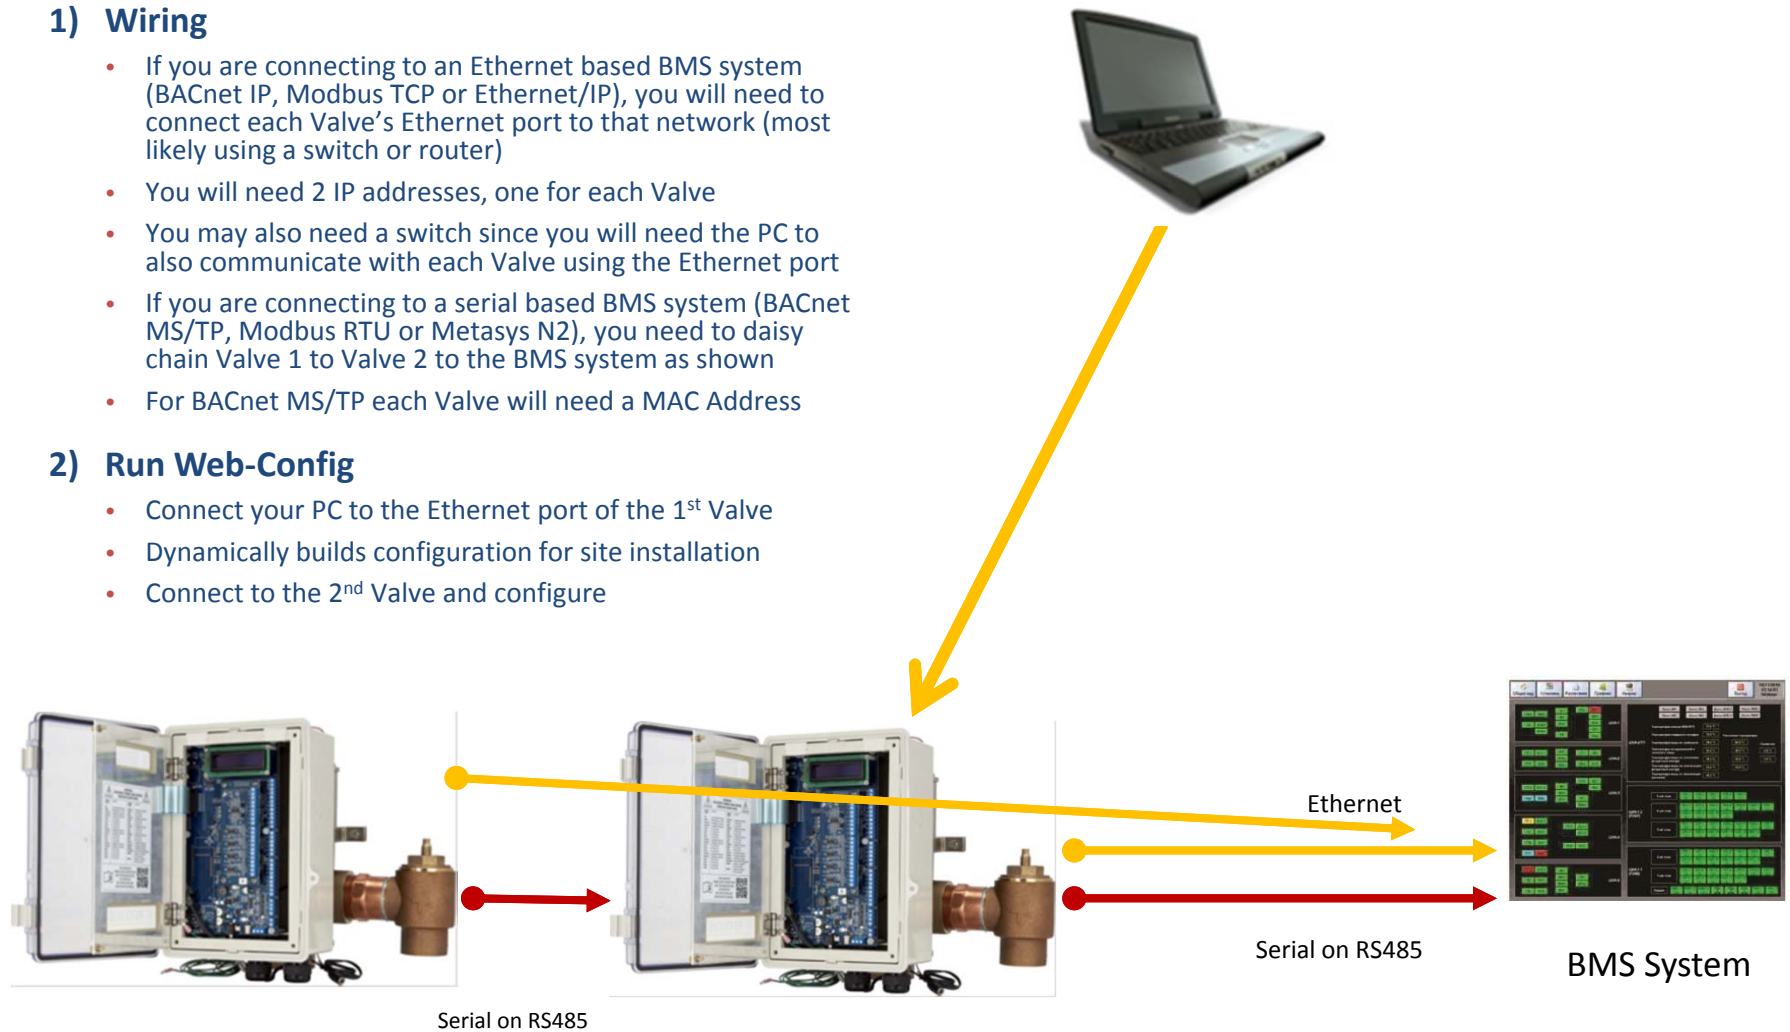 1) Wiring
• If you are connecting to an Ethernet based BMS system
(BACnet IP, Modbus TCP or Ethernet/IP), you will need to
connect each Valve’s Ethernet port to that network (most
likely using a switch or router)
• You will need 2 IP addresses, one for each Valve
• You may also need a switch since you will need the PC to
also communicate with each Valve using the Ethernet port
• If you are connecting to a serial based BMS system (BACnet
MS/TP, Modbus RTU or Metasys N2), you need to daisy
chain Valve 1 to Valve 2 to the BMS system as shown
• For BACnet MS/TP each Valve will need a MAC Address
2) Run Web-Config
• Connect your PC to the Ethernet port of the 1st Valve
• Dynamically builds configuration for site installation
• Connect to the 2nd Valve and configure
Ethernet
Serial on RS485
BMS System
Serial on RS485